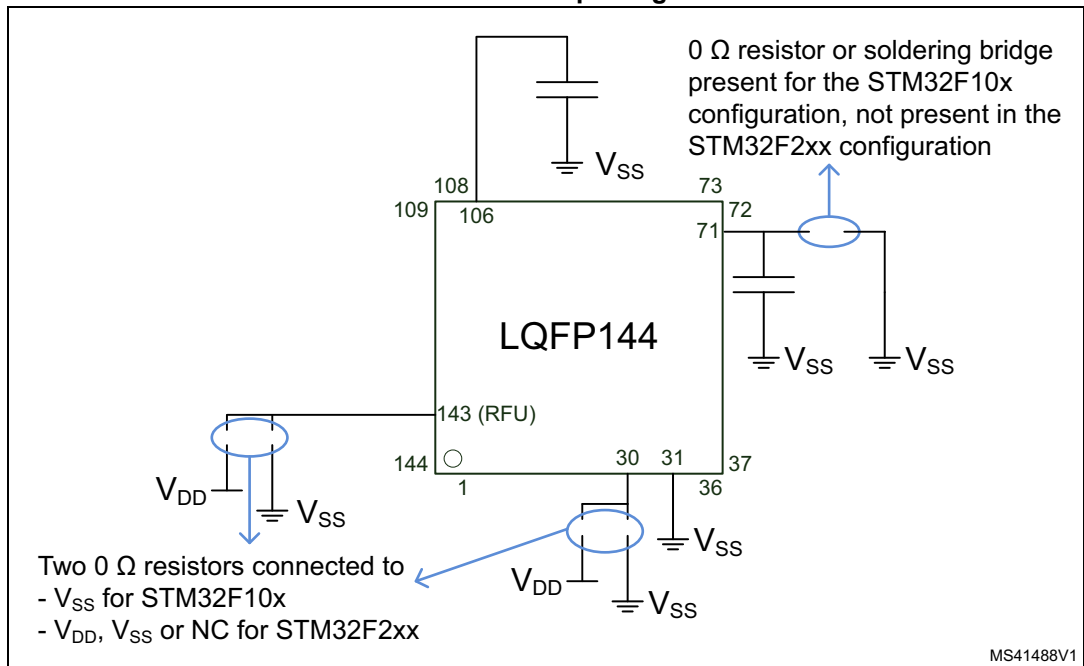 0 Ω resistor or soldering bridge
present for the STM32F10x
configuration, not present in the
STM32F2xx configuration
VSS
108
73
109
106
72
71
LQFP144
VSS
VSS
143 (RFU)
144
1
30
31
37
36
VDD
VSS
VSS
VDD
VSS
Two 0 Ω resistors connected to
- VSS for STM32F10x
- VDD, VSS or NC for STM32F2xx
MS41488V1